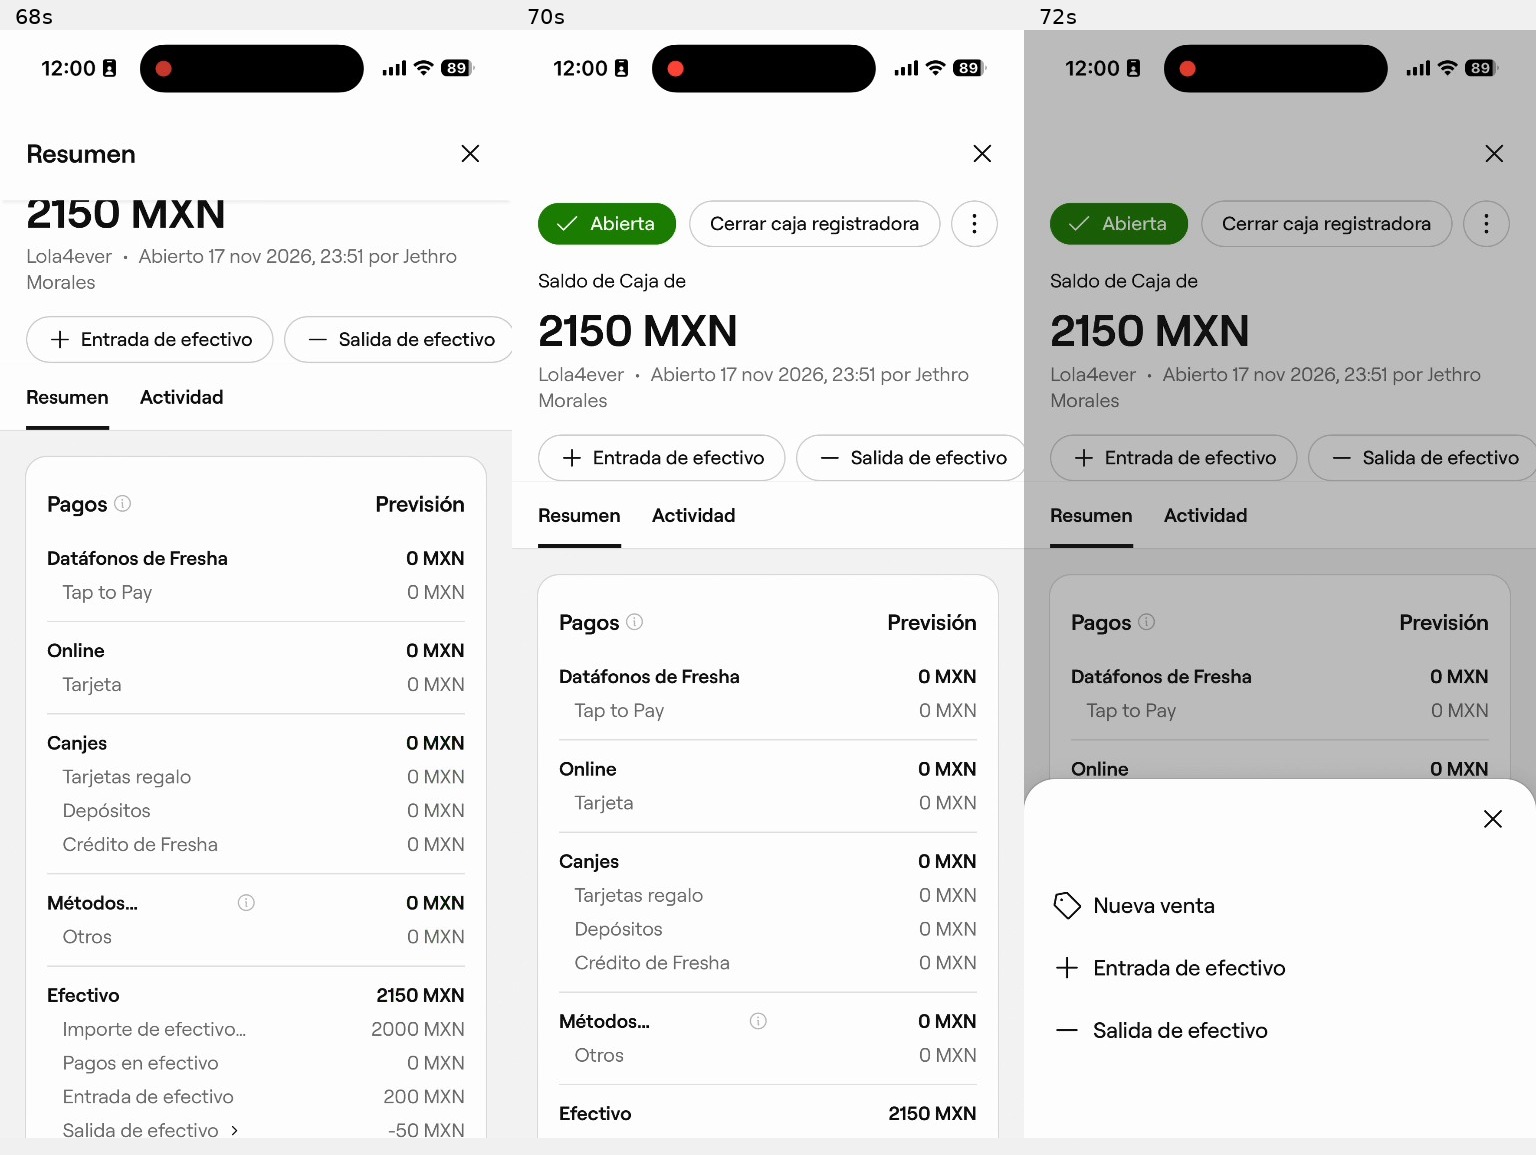 68s
12:00
89
Resumen
2150 MXN
Lola4ever • Abierto 17 nov 2026, 23:51 por Jethro
Morales
Entrada de efectivo
Salida de efectivo
Resumen
Actividad
Pagos
Previsión
Datáfonos de Fresha 0 MXN
Tap to Pay 0 MXN
Online 0 MXN
Tarjeta 0 MXN
Canjes 0 MXN
Tarjetas regalo 0 MXN
Depósitos 0 MXN
Crédito de Fresha 0 MXN
Métodos... 0 MXN
Otros 0 MXN
Efectivo 2150 MXN
Importe de efectivo... 2000 MXN
Pagos en efectivo 0 MXN
Entrada de efectivo 200 MXN
Salida de efectivo -50 MXN
70s
12:00
89
Abierta
Cerrar caja registradora
Saldo de Caja de
2150 MXN
Lola4ever • Abierto 17 nov 2026, 23:51 por Jethro
Morales
Entrada de efectivo
Salida de efectivo
Resumen
Actividad
Pagos
Previsión
Datáfonos de Fresha 0 MXN
Tap to Pay 0 MXN
Online 0 MXN
Tarjeta 0 MXN
Canjes 0 MXN
Tarjetas regalo 0 MXN
Depósitos 0 MXN
Crédito de Fresha 0 MXN
Métodos... 0 MXN
Otros 0 MXN
Efectivo 2150 MXN
72s
12:00
89
Abierta
Cerrar caja registradora
Saldo de Caja de
2150 MXN
Lola4ever • Abierto 17 nov 2026, 23:51 por Jethro
Morales
Entrada de efectivo
Salida de efectivo
Resumen
Actividad
Pagos
Previsión
Datáfonos de Fresha 0 MXN
Tap to Pay 0 MXN
Online 0 MXN
Nueva venta
Entrada de efectivo
Salida de efectivo